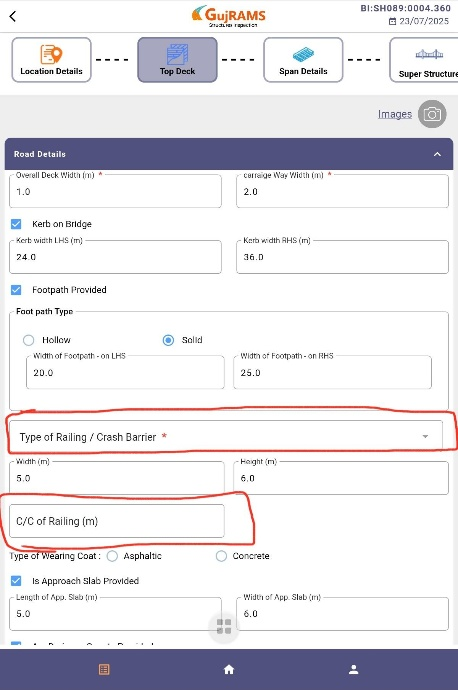 GujRAMS
Structures Inspection
BI:SH089:0004.360
23/07/2025
Location Details
Top Deck
Span Details
Super Structure
Images
Road Details
Overall Deck Width (m) *
carraige Way Width (m) *
1.0
2.0
Kerb on Bridge
Kerb width LHS (m)
Kerb width RHS (m)
24.0
36.0
Footpath Provided
Foot path Type
Hollow
Solid
Width of Footpath - on LHS
Width of Footpath - on RHS
20.0
25.0
Type of Railing / Crash Barrier *
Width (m)
Height (m)
5.0
6.0
C/C of Railing (m)
Type of Wearing Coat : Asphaltic Concrete
Is Approach Slab Provided
Length of App. Slab (m)
Width of App. Slab (m)
5.0
6.0